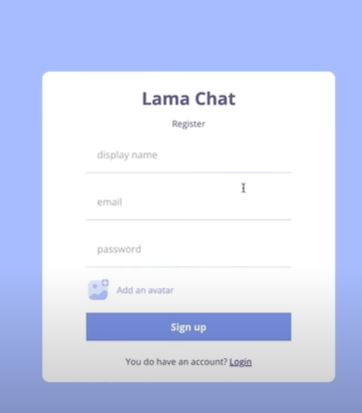 Lama Chat
Register
display name
email
password
Add an avatar
Sign up
You do have an account? Login